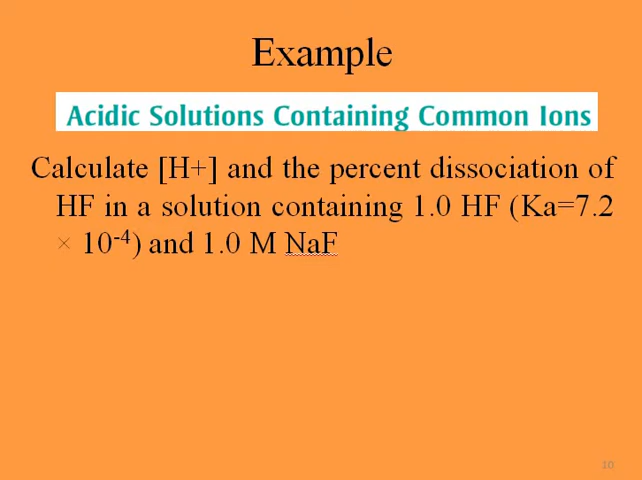 Example
Acidic Solutions Containing Common Ions
Calculate [H+] and the percent dissociation of
HF in a solution containing 1.0 HF (Ka=7.2
× 10⁻⁴) and 1.0 M NaF
10